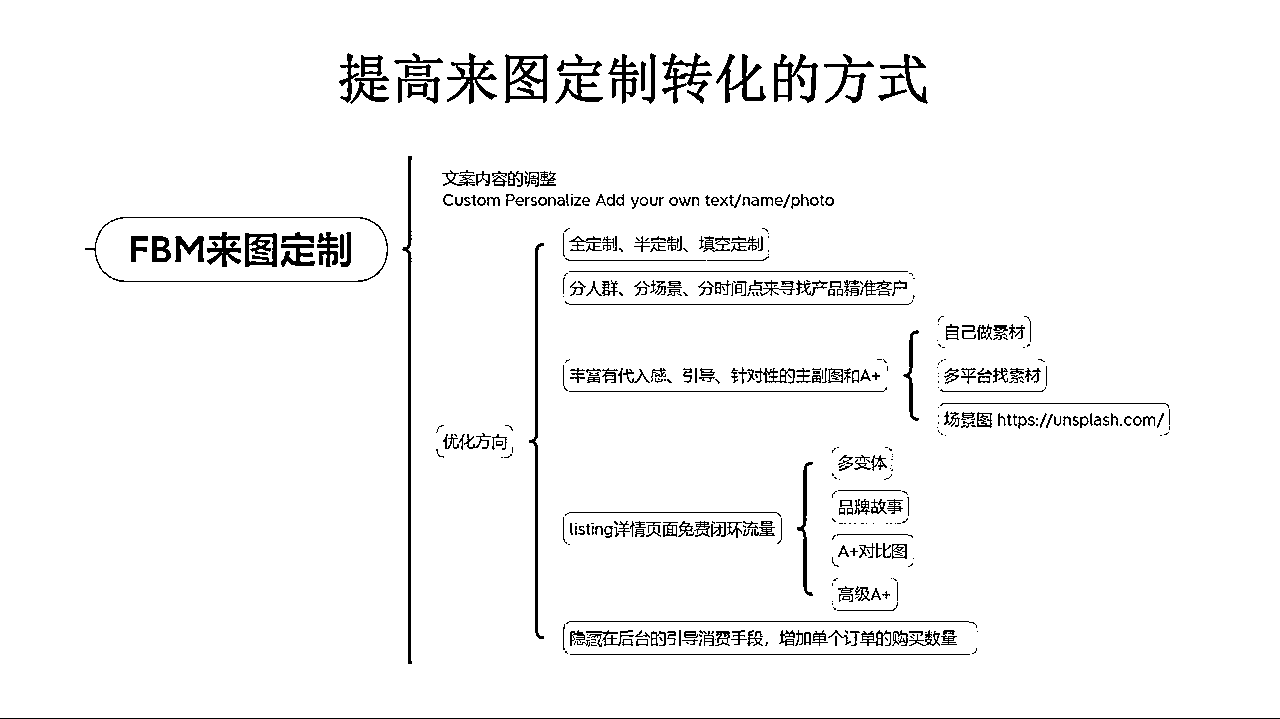 提高来图定制转化的方式
FBM来图定制
文案内容的调整
Custom Personalize Add your own text/name/photo
优化方向
全定制、半定制、填空定制
分人群、分场景、分时间点来寻找产品精准客户
丰富有代入感、引导、针对性的主副图和A+
自己做素材
多平台找素材
场景图 https://unsplash.com/
listing详情页面免费闭环流量
多变体
品牌故事
A+对比图
高级A+
隐藏在后台的引导消费手段，增加单个订单的购买数量